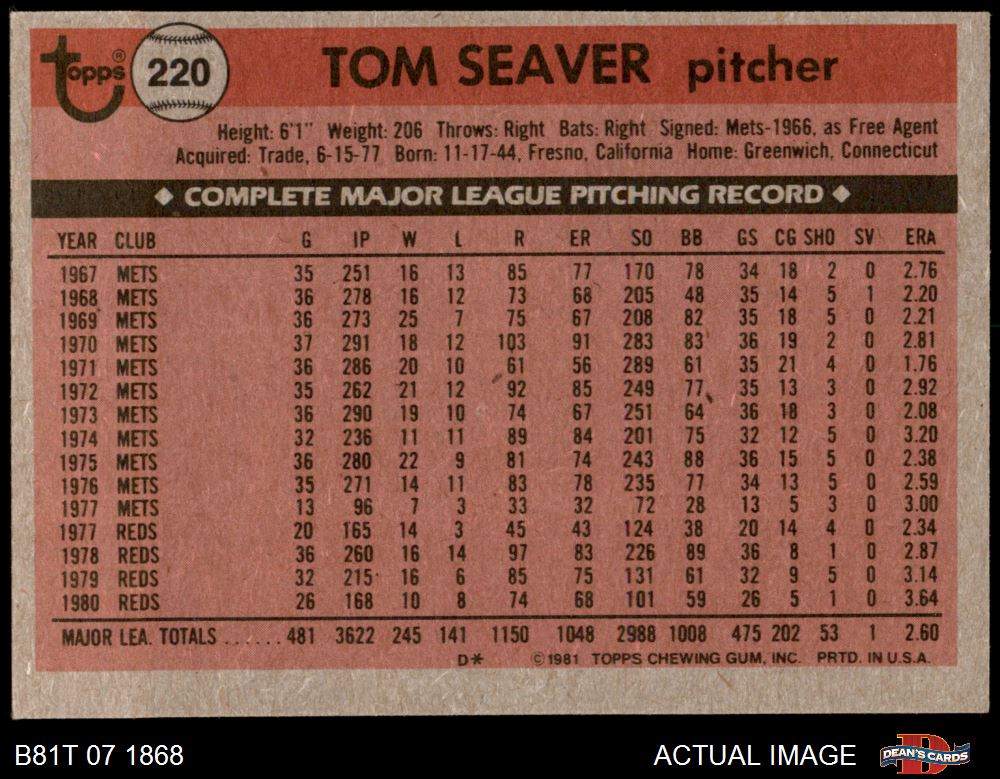 Topps® 220 TOM SEAVER pitcher
Height: 6'1" Weight: 206 Throws: Right Bats: Right Signed: Mets-1966, as Free Agent
Acquired: Trade, 6-15-77 Born: 11-17-44, Fresno, California Home: Greenwich, Connecticut
◆ COMPLETE MAJOR LEAGUE PITCHING RECORD ◆
YEAR CLUB G IP W L R ER SO BB GS CG SHO SV ERA
1967 METS 35 251 16 13 85 77 170 78 34 18 2 0 2.76
1968 METS 36 278 16 12 73 68 205 48 35 14 5 1 2.20
1969 METS 36 273 25 7 75 67 208 82 35 18 5 0 2.21
1970 METS 37 291 18 12 103 91 283 83 36 19 2 0 2.81
1971 METS 36 286 20 10 61 56 289 61 35 21 4 0 1.76
1972 METS 35 262 21 12 92 85 249 77 35 13 3 0 2.92
1973 METS 36 290 19 10 74 67 251 64 36 18 3 0 2.08
1974 METS 32 236 11 11 89 84 201 75 32 12 5 0 3.20
1975 METS 36 280 22 9 81 74 243 88 36 15 5 0 2.38
1976 METS 35 271 14 11 83 78 235 77 34 13 5 0 2.59
1977 METS 13 96 7 3 33 32 72 28 13 5 3 0 3.00
1977 REDS 20 165 14 3 45 43 124 38 20 14 4 0 2.34
1978 REDS 36 260 16 14 97 83 226 89 36 8 1 0 2.87
1979 REDS 32 215 16 6 85 75 131 61 32 9 5 0 3.14
1980 REDS 26 168 10 8 74 68 101 59 26 5 1 0 3.64
MAJOR LEA. TOTALS ...... 481 3622 245 141 1150 1048 2988 1008 475 202 53 1 2.60
D* ©1981 TOPPS CHEWING GUM, INC. PRTD. IN U.S.A.
B81T 07 1868 ACTUAL IMAGE DEAN'S CARDS